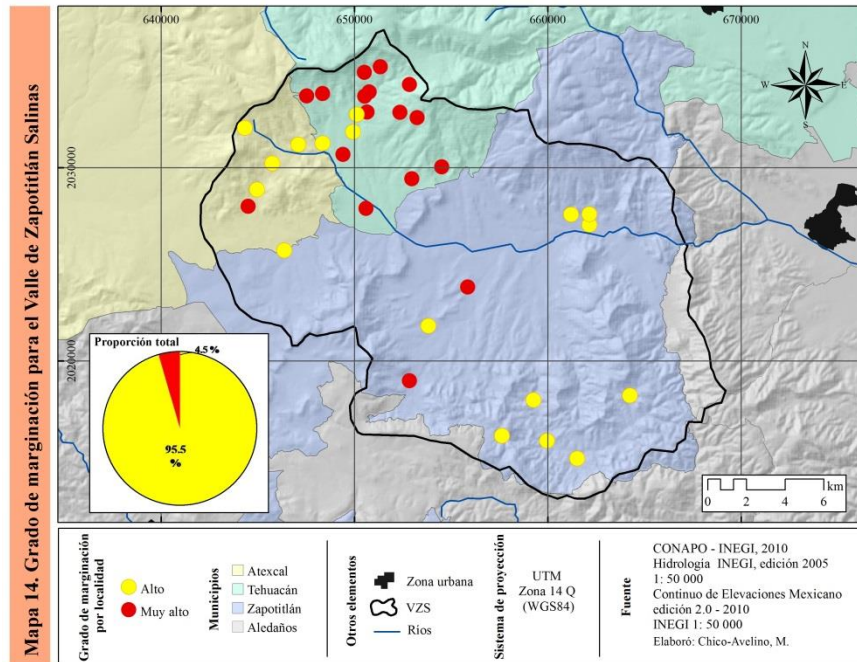 Mapa 14. Grado de marginación para el Valle de Zapotitlán Salinas
640000
650000
660000
670000
2030000
2020000
N
W
E
S
Proporción total
4.5 %
95.5
%
km
0
2
4
6
Grado de marginación
por localidad
Alto
Muy alto
Municipios
Atexcal
Tehuacán
Zapotitlán
Aledaños
Otros elementos
Zona urbana
VZS
Rios
Sistema de proyección
UTM
Zona 14 Q
(WGS84)
Fuente
CONAPO - INEGI, 2010
Hidrología INEGI, edición 2005
1: 50 000
Continuo de Elevaciones Mexicano
edición 2.0 - 2010
INEGI 1: 50 000
Elaboró: Chico-Avelino, M.